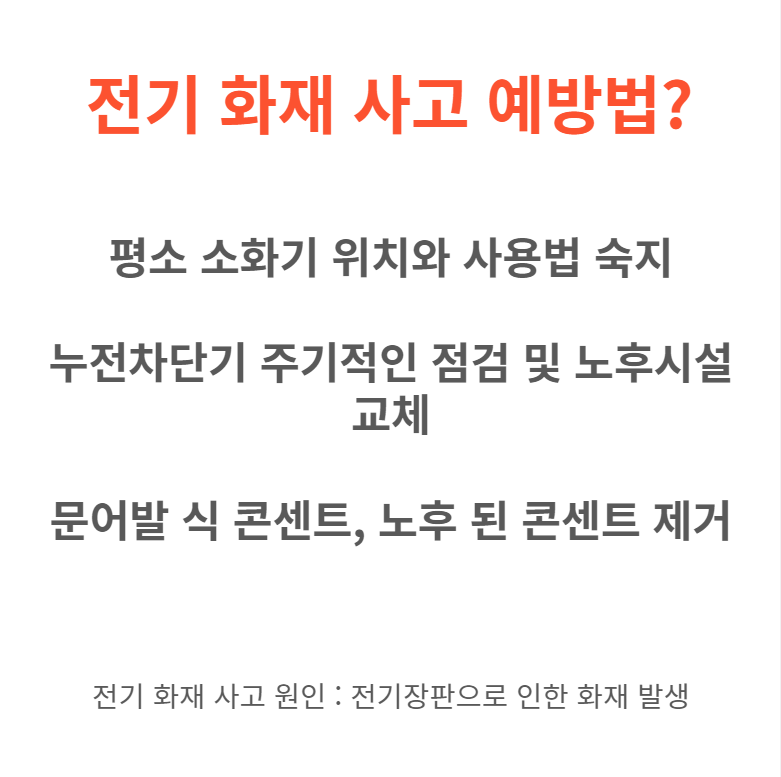 전기 화재 사고 예방법?
평소 소화기 위치와 사용법 숙지
누전차단기 주기적인 점검 및 노후시설
교체
문어발 식 콘센트, 노후 된 콘센트 제거
전기 화재 사고 원인 : 전기장판으로 인한 화재 발생